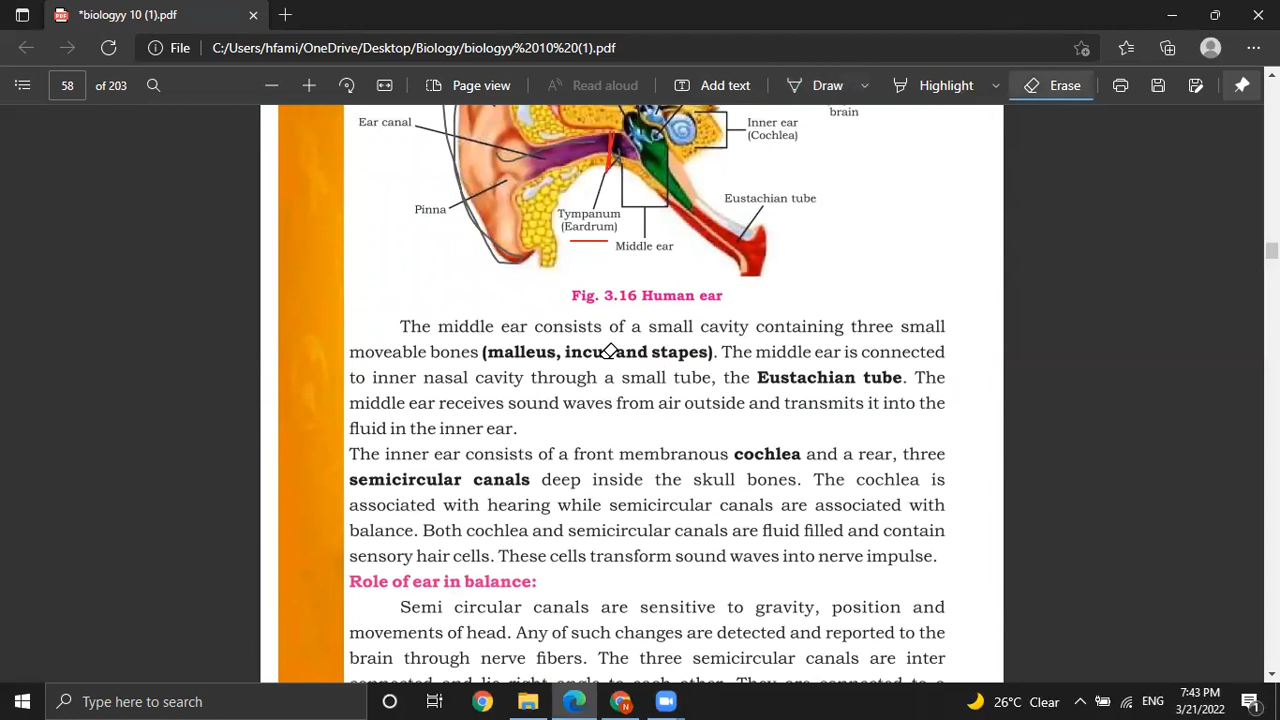 *biologyy 10 (1).pdf
File C:/Users/hfami/OneDrive/Desktop/Biology/biologyy%2010%20(1).pdf
58 of 203 Page view Read aloud Add text Draw Highlight Erase
brain
Ear canal
Inner ear
(Cochlea)
Eustachian tube
Pinna
Tympanum
(Eardrum)
Middle ear
Fig. 3.16 Human ear
The middle ear consists of a small cavity containing three small
moveable bones (malleus, incu and stapes). The middle ear is connected
to inner nasal cavity through a small tube, the Eustachian tube. The
middle ear receives sound waves from air outside and transmits it into the
fluid in the inner ear.
The inner ear consists of a front membranous cochlea and a rear, three
semicircular canals deep inside the skull bones. The cochlea is
associated with hearing while semicircular canals are associated with
balance. Both cochlea and semicircular canals are fluid filled and contain
sensory hair cells. These cells transform sound waves into nerve impulse.
Role of ear in balance:
Semi circular canals are sensitive to gravity, position and
movements of head. Any of such changes are detected and reported to the
brain through nerve fibers. The three semicircular canals are inter
Type here to search
26°C Clear ENG 7:43 PM
3/21/2022